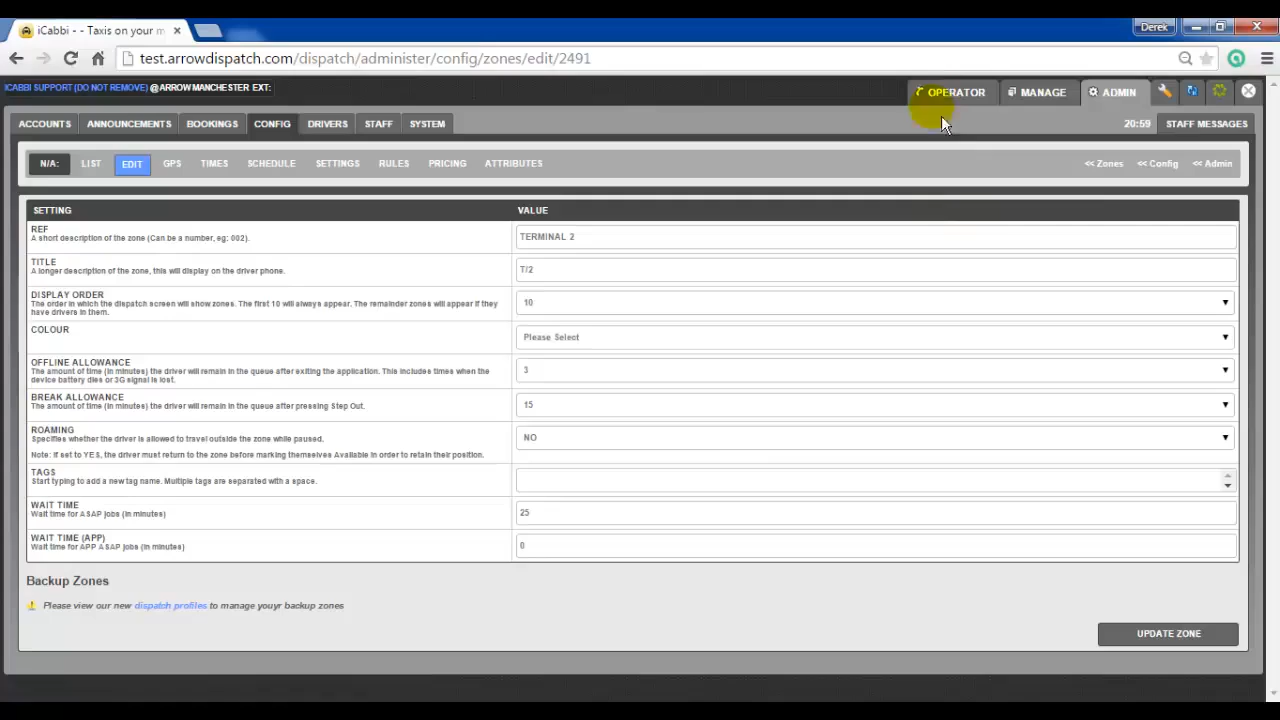 iCabbi - - Taxis on your m
Derek
test.arrowdispatch.com/dispatch/administer/config/zones/edit/2491
ICABBI SUPPORT (DO NOT REMOVE) @ARROW MANCHESTER EXT:
OPERATOR MANAGE ADMIN
ACCOUNTS ANNOUNCEMENTS BOOKINGS CONFIG DRIVERS STAFF SYSTEM 20:59 STAFF MESSAGES
N/A: LIST EDIT GPS TIMES SCHEDULE SETTINGS RULES PRICING ATTRIBUTES << Zones << Config << Admin
SETTING VALUE
REF
A short description of the zone (Can be a number, eg: 002).
TERMINAL 2
TITLE
A longer description of the zone, this will display on the driver phone.
T/2
DISPLAY ORDER
The order in which the dispatch screen will show zones. The first 10 will always appear. The remainder zones will appear if they
have drivers in them.
10
COLOUR
Please Select
OFFLINE ALLOWANCE
The amount of time (in minutes) the driver will remain in the queue after exiting the application. This includes times when the
device battery dies or 3G signal is lost.
3
BREAK ALLOWANCE
The amount of time (in minutes) the driver will remain in the queue after pressing Step Out.
15
ROAMING
Specifies whether the driver is allowed to travel outside the zone while paused.
Note: If set to YES, the driver must return to the zone before marking themselves Available in order to retain their position.
NO
TAGS
Start typing to add a new tag name. Multiple tags are separated with a space.
WAIT TIME
Wait time for ASAP jobs (in minutes)
25
WAIT TIME (APP)
Wait time for APP ASAP jobs (in minutes)
0
Backup Zones
Please view our new dispatch profiles to manage youyr backup zones
UPDATE ZONE